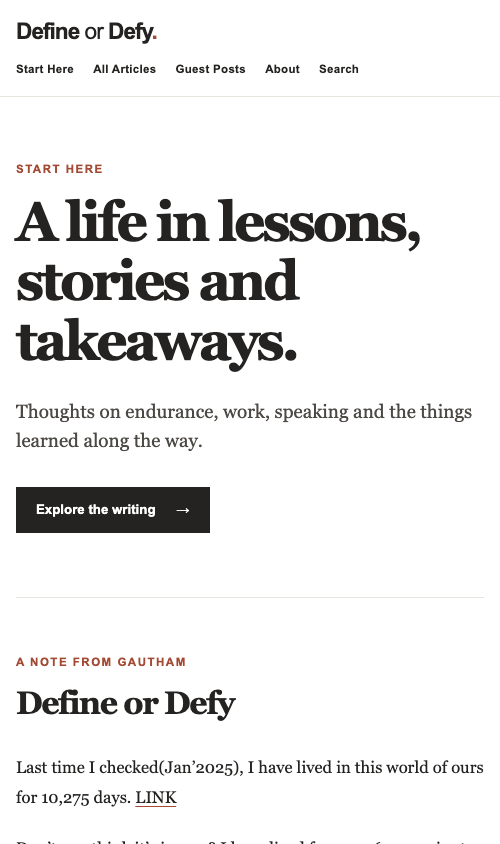 Define or Defy.
Start Here All Articles Guest Posts About Search
START HERE
A life in lessons,
stories and
takeaways.
Thoughts on endurance, work, speaking and the things
learned along the way.
Explore the writing →
A NOTE FROM GAUTHAM
Define or Defy
Last time I checked(Jan’2025), I have lived in this world of ours
for 10,275 days. LINK